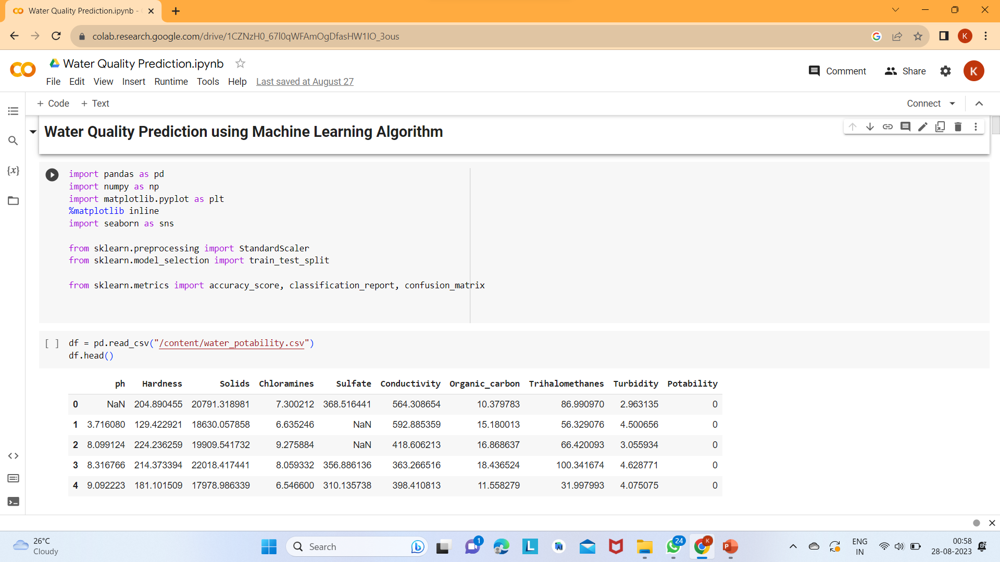 Water Quality Prediction.ipynb -
colab.research.google.com/drive/1CZNzH0_67l0qWFAmOgDfasHW1IO_3ous
K
Water Quality Prediction.ipynb
File Edit View Insert Runtime Tools Help Last saved at August 27
Comment Share K
+ Code + Text
Connect
Water Quality Prediction using Machine Learning Algorithm
{x}
import pandas as pd
import numpy as np
import matplotlib.pyplot as plt
%matplotlib inline
import seaborn as sns
from sklearn.preprocessing import StandardScaler
from sklearn.model_selection import train_test_split
from sklearn.metrics import accuracy_score, classification_report, confusion_matrix
[ ] df = pd.read_csv("/content/water_potability.csv")
df.head()
ph Hardness Solids Chloramines Sulfate Conductivity Organic_carbon Trihalomethanes Turbidity Potability
0 NaN 204.890455 20791.318981 7.300212 368.516441 564.308654 10.379783 86.990970 2.963135 0
1 3.716080 129.422921 18630.057858 6.635246 NaN 592.885359 15.180013 56.329076 4.500656 0
2 8.099124 224.236259 19909.541732 9.275884 NaN 418.606213 16.868637 66.420093 3.055934 0
3 8.316766 214.373394 22018.417441 8.059332 356.886136 363.266516 18.436524 100.341674 4.628771 0
4 9.092223 181.101509 17978.986339 6.546600 310.135738 398.410813 11.558279 31.997993 4.075075 0
26°C
Cloudy
Search
1
L
24
K
P
ENG
IN
00:58
28-08-2023